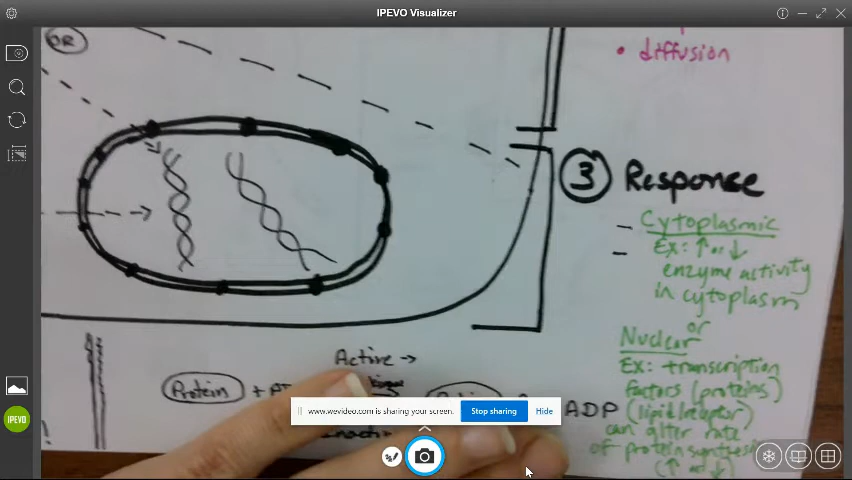 IPEVO Visualizer
OR
• diffusion
③ Response
– Cytoplasmic
– Ex: ↑ or ↓
enzyme activity
in cytoplasm
or
Nuclear
Ex: transcription
factors (proteins)
(lipid/receptor)
can alter rate
of protein synthesis
(↑ or ↓)
Active →
Protein +
ADP
www.wevideo.com is sharing your screen.
Stop sharing
Hide
IPEVO